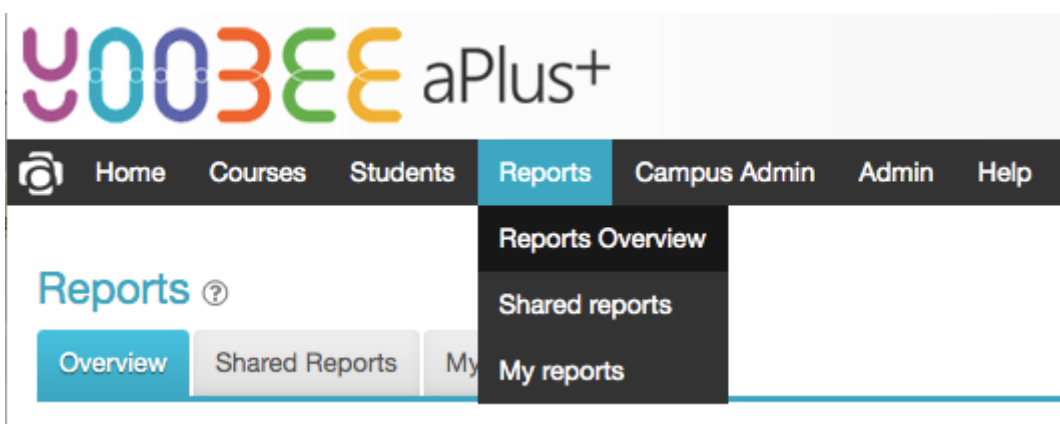 YOOBEE aPlus+
Home Courses Students Reports Campus Admin Admin Help
Reports Overview
Shared reports
My reports
Reports ?
Overview Shared Reports My